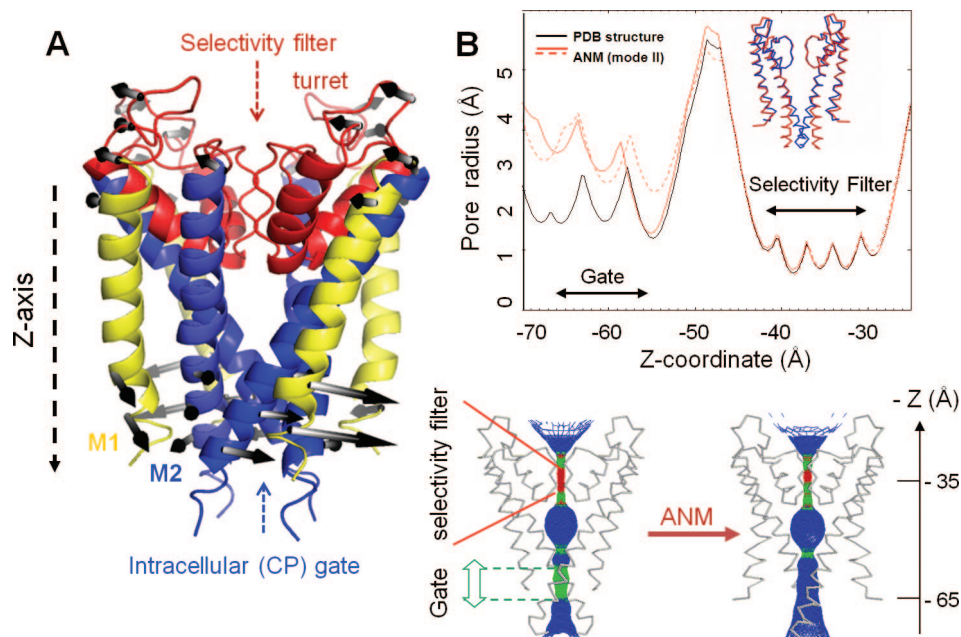 A
Selectivity filter
turret
Z-axis
M1
M2
Intracellular (CP) gate
B
PDB structure
ANM (mode II)
Pore radius (Å)
5
4
3
2
1
0
Selectivity Filter
Gate
-70
-60
-50
-40
-30
Z-coordinate (Å)
selectivity filter
Gate
ANM
- Z (Å)
- 35
- 65